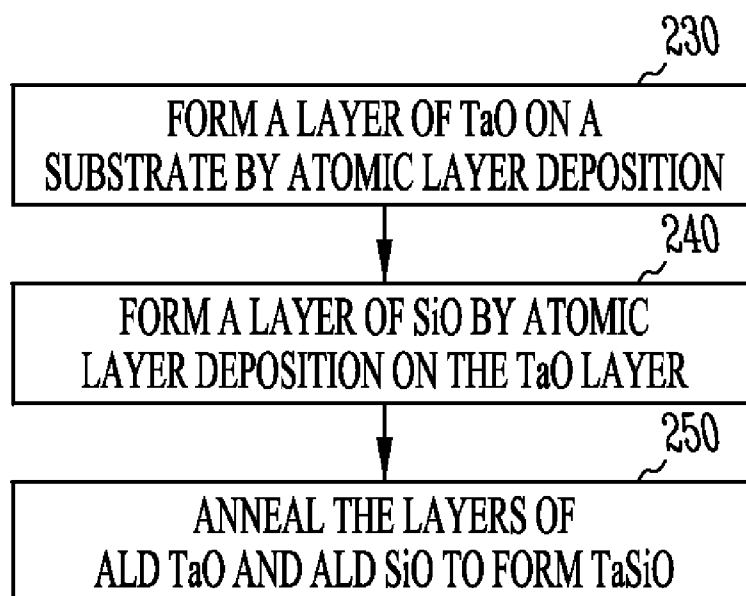 230
FORM A LAYER OF TaO ON A
SUBSTRATE BY ATOMIC LAYER DEPOSITION
240
FORM A LAYER OF SiO BY ATOMIC
LAYER DEPOSITION ON THE TaO LAYER
250
ANNEAL THE LAYERS OF
ALD TaO AND ALD SiO TO FORM TaSiO